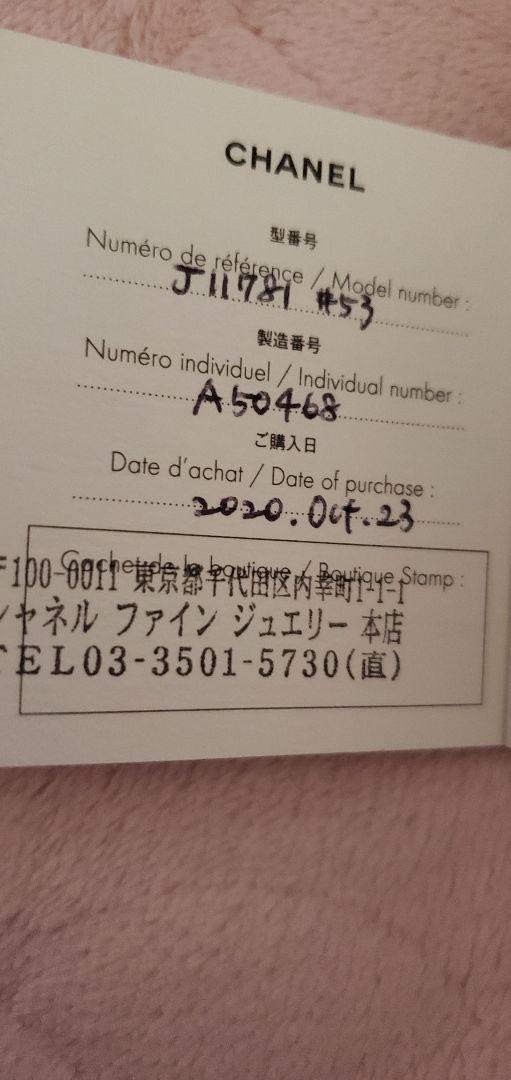 CHANEL
型番号
Numéro de référence / Model number :
J11781 #53
製造番号
Numéro individuel / Individual number :
A50468
ご購入日
Date d'achat / Date of purchase :
2020.Oct.23
Cachet de la boutique / Boutique Stamp :
〒100-0011 東京都千代田区内幸町1-1-1
シャネル ファイン ジュエリー 本店
TEL03-3501-5730(直)